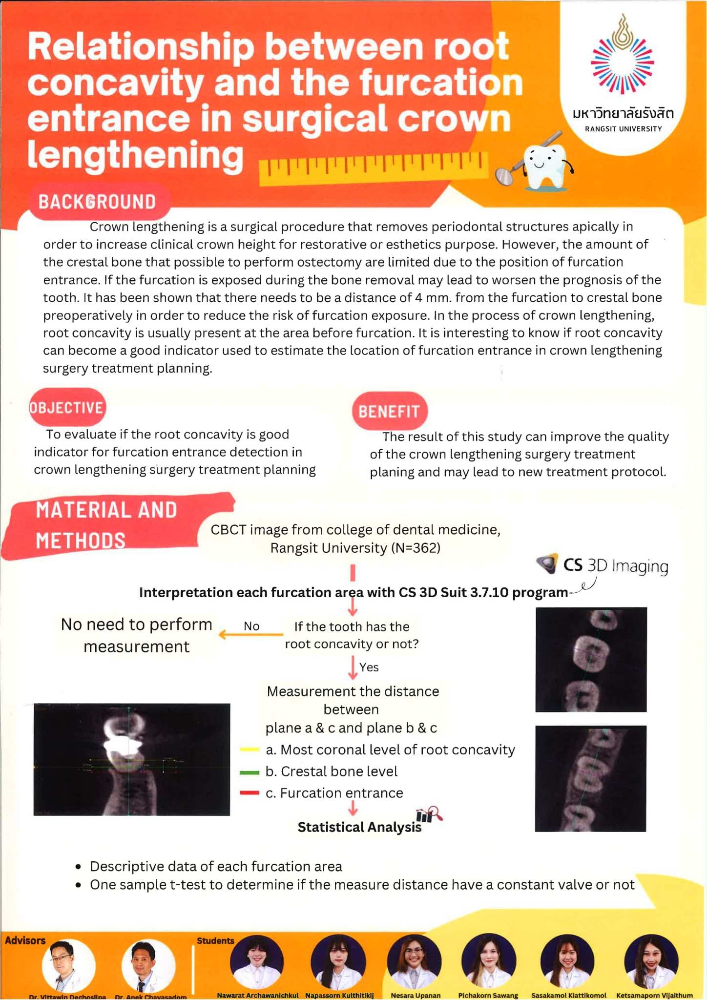 Relationship between root
concavity and the furcation
entrance in surgical crown
lengthening
มหาวิทยาลัยรังสิต
RANGSIT UNIVERSITY
BACKGROUND
Crown lengthening is a surgical procedure that removes periodontal structures apically in
order to increase clinical crown height for restorative or esthetics purpose. However, the amount of
the crestal bone that possible to perform ostectomy are limited due to the position of furcation
entrance. If the furcation is exposed during the bone removal may lead to worsen the prognosis of the
tooth. It has been shown that there needs to be a distance of 4 mm. from the furcation to crestal bone
preoperatively in order to reduce the risk of furcation exposure. In the process of crown lengthening,
root concavity is usually present at the area before furcation. It is interesting to know if root concavity
can become a good indicator used to estimate the location of furcation entrance in crown lengthening
surgery treatment planning.
OBJECTIVE
To evaluate if the root concavity is good
indicator for furcation entrance detection in
crown lengthening surgery treatment planning
BENEFIT
The result of this study can improve the quality
of the crown lengthening surgery treatment
planing and may lead to new treatment protocol.
MATERIAL AND
METHODS
CBCT image from college of dental medicine,
Rangsit University (N=362)
CS 3D Imaging
Interpretation each furcation area with CS 3D Suit 3.7.10 program
No need to perform
measurement
No
If the tooth has the
root concavity or not?
Yes
Measurement the distance
between
plane a & c and plane b & c
a. Most coronal level of root concavity
b. Crestal bone level
c. Furcation entrance
Statistical Analysis
• Descriptive data of each furcation area
• One sample t-test to determine if the measure distance have a constant valve or not
Advisors
Dr. Vittawin Dechosilpa
Dr. Anek Chavasadom
Students
Nawarat Archawanichkul
Napassorn Kulthitikij
Nesara Upanan
Pichakorn Sawang
Sasakamol Kiattikomol
Ketsamaporn Vijaithum